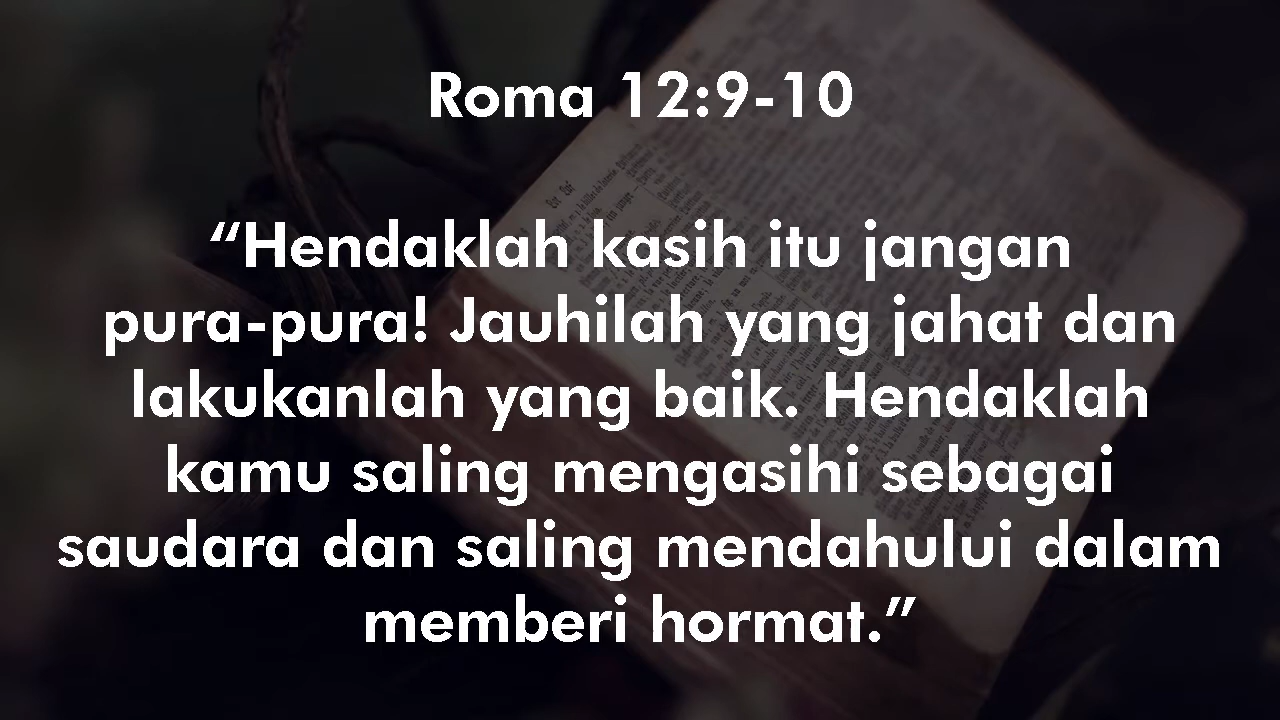 Roma 12:9-10
“Hendaklah kasih itu jangan
pura-pura! Jauhilah yang jahat dan
lakukanlah yang baik. Hendaklah
kamu saling mengasihi sebagai
saudara dan saling mendahului dalam
memberi hormat.”